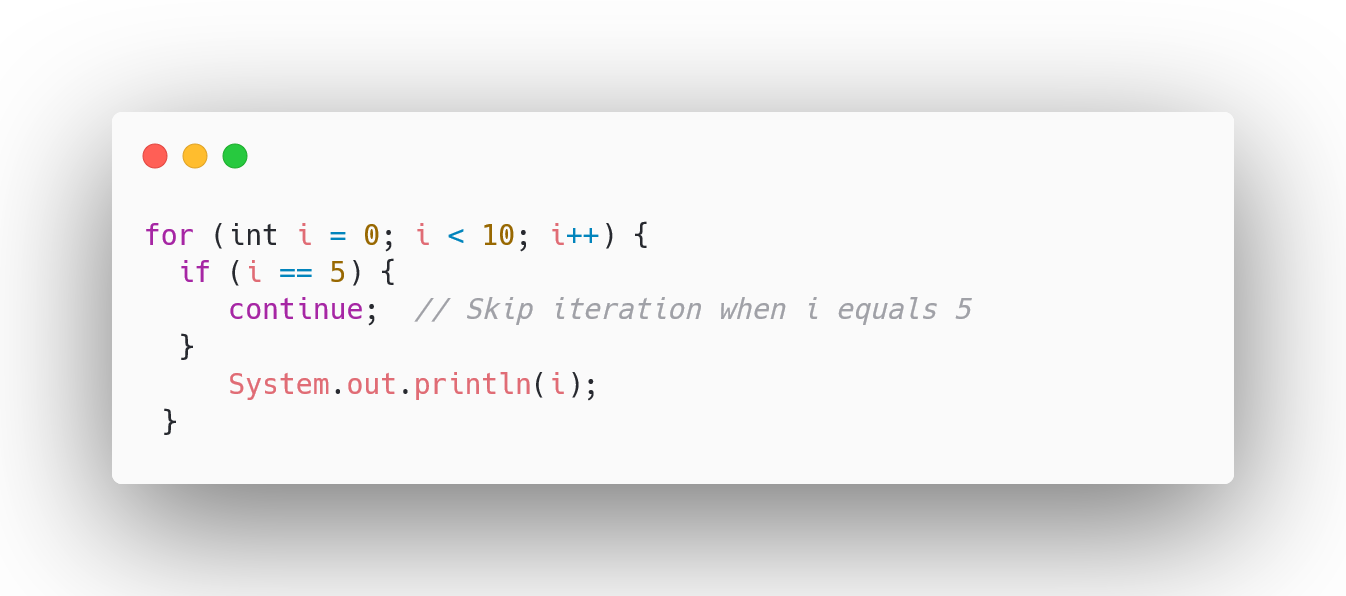 for (int i = 0; i < 10; i++) {
  if (i == 5) {
     continue;  // Skip iteration when i equals 5
  }
     System.out.println(i);
 }